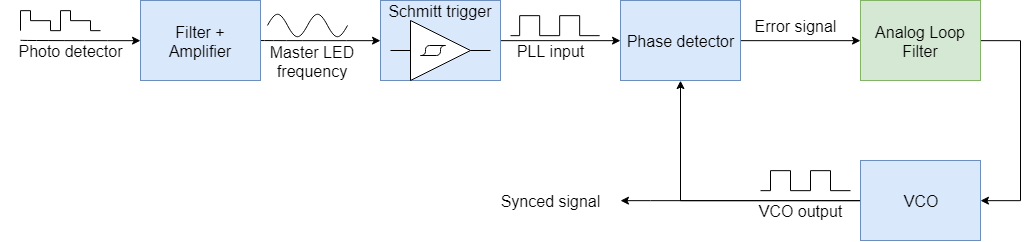 Photo detector
Filter +
Amplifier
Master LED
frequency
Schmitt trigger
PLL input
Phase detector
Error signal
Analog Loop
Filter
Synced signal
VCO output
VCO